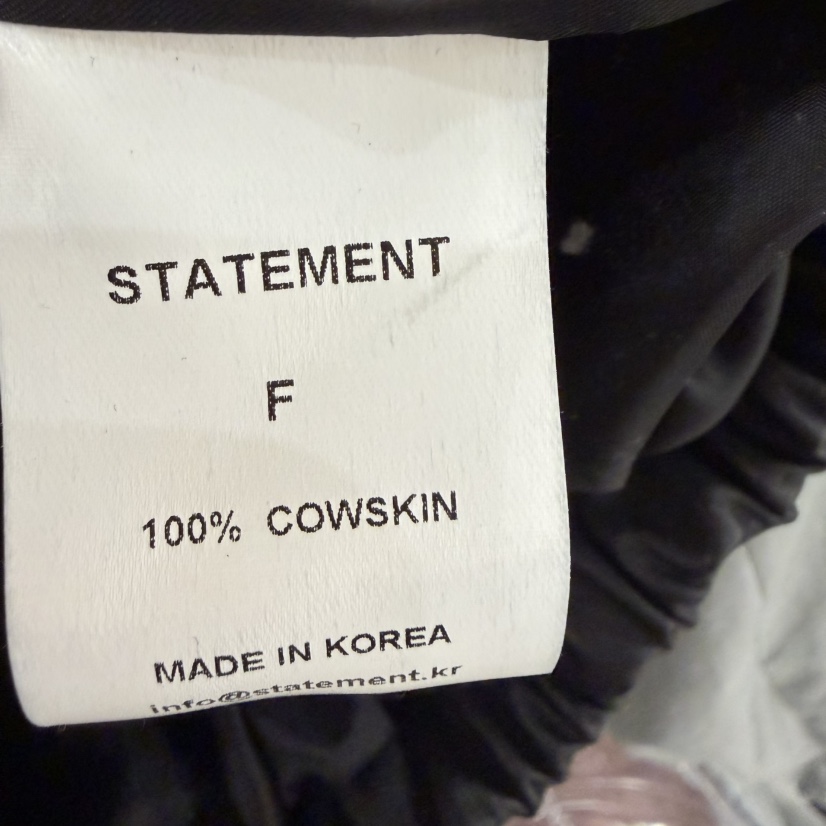 STATEMENT
F
100% COWSKIN
MADE IN KOREA
info@statement.kr